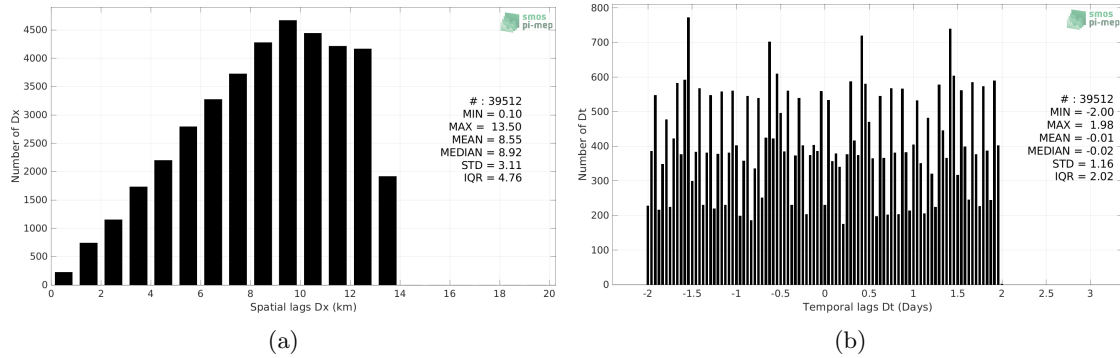 smos
pi-mep
4500
4000
3500
3000
2500
2000
1500
1000
500
0
Number of Dx
# : 39512
MIN = 0.10
MAX = 13.50
MEAN = 8.55
MEDIAN = 8.92
STD = 3.11
IQR = 4.76
0 2 4 6 8 10 12 14 16 18 20
Spatial lags Dx (km)
(a)
smos
pi-mep
800
700
600
500
400
300
200
100
0
Number of Dt
# : 39512
MIN = -2.00
MAX = 1.98
MEAN = -0.01
MEDIAN = -0.02
STD = 1.16
IQR = 2.02
-2 -1.5 -1 -0.5 0 0.5 1 1.5 2 2.5 3
Temporal lags Dt (Days)
(b)